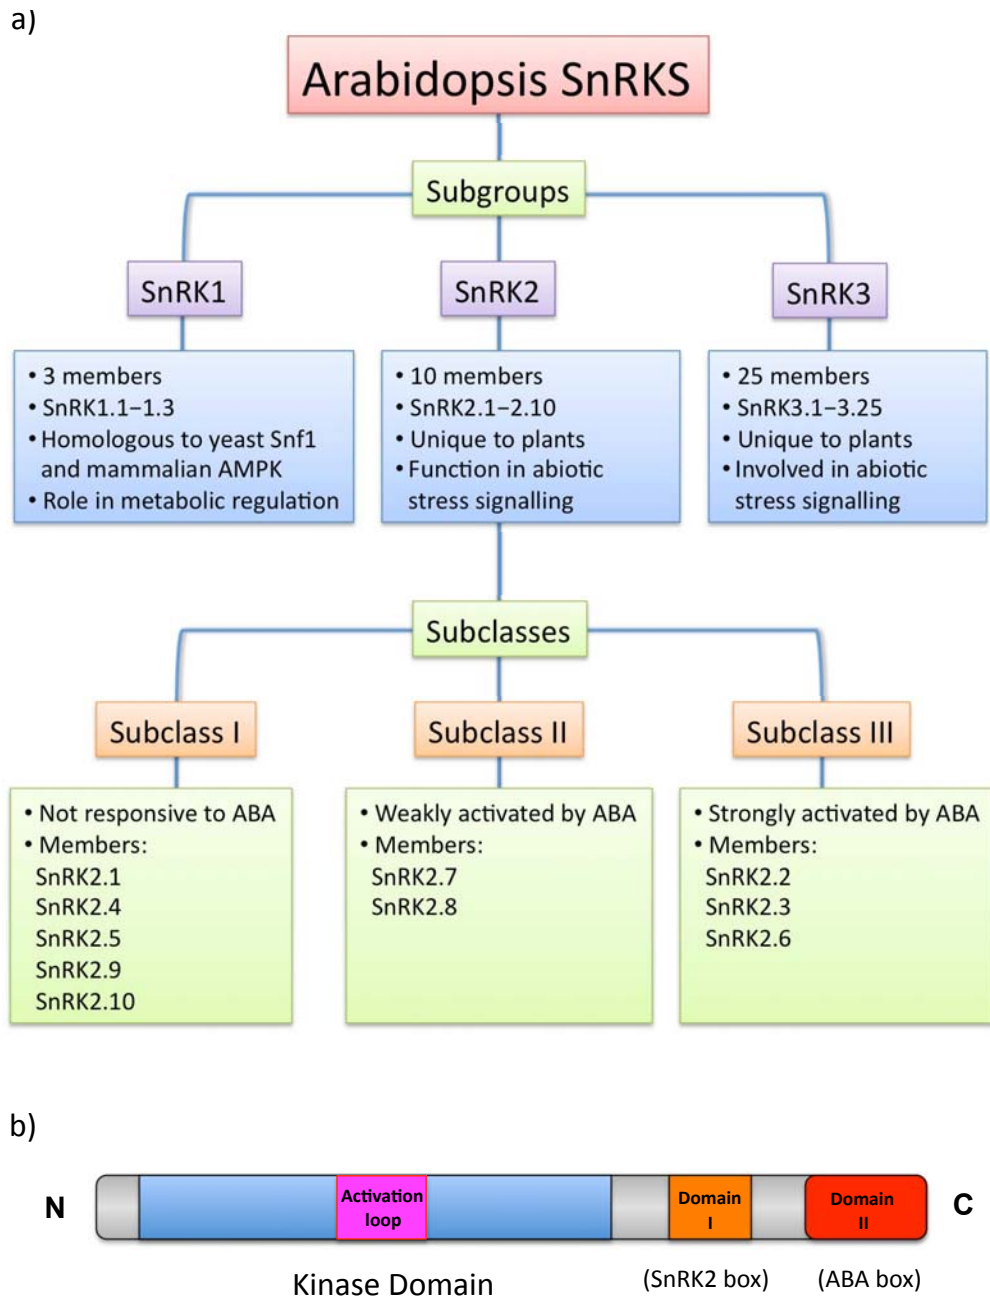 a)
Arabidopsis SnRKS
Subgroups
SnRK1
SnRK2
SnRK3
• 3 members
• SnRK1.1–1.3
• Homologous to yeast Snf1
and mammalian AMPK
• Role in metabolic regulation
• 10 members
• SnRK2.1–2.10
• Unique to plants
• Function in abiotic
stress signalling
• 25 members
• SnRK3.1–3.25
• Unique to plants
• Involved in abiotic
stress signalling
Subclasses
Subclass I
Subclass II
Subclass III
• Not responsive to ABA
• Members:
SnRK2.1
SnRK2.4
SnRK2.5
SnRK2.9
SnRK2.10
• Weakly activated by ABA
• Members:
SnRK2.7
SnRK2.8
• Strongly activated by ABA
• Members:
SnRK2.2
SnRK2.3
SnRK2.6
b)
N
Activation
loop
Domain
I
Domain
II
C
Kinase Domain
(SnRK2 box)
(ABA box)